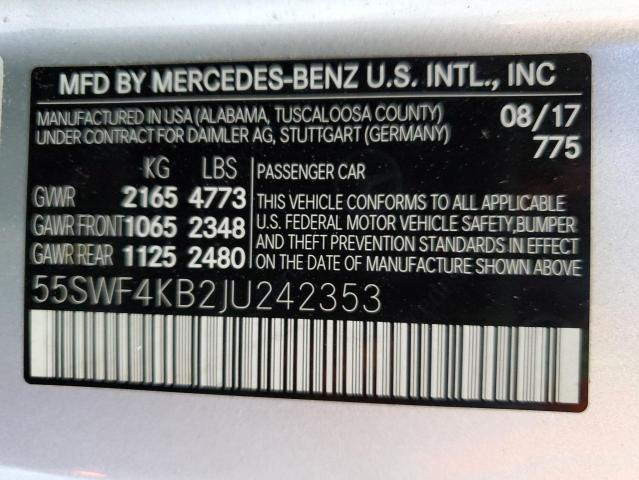 MFD BY MERCEDES-BENZ U.S. INTL., INC
MANUFACTURED IN USA (ALABAMA, TUSCALOOSA COUNTY) 08/17
UNDER CONTRACT FOR DAIMLER AG, STUTTGART (GERMANY) 775
KG LBS PASSENGER CAR
GVWR 2165 4773 THIS VEHICLE CONFORMS TO ALL APPLICABLE
GAWR FRONT 1065 2348 U.S. FEDERAL MOTOR VEHICLE SAFETY,BUMPER
AND THEFT PREVENTION STANDARDS IN EFFECT
GAWR REAR 1125 2480 ON THE DATE OF MANUFACTURE SHOWN ABOVE
55SWF4KB2JU242353